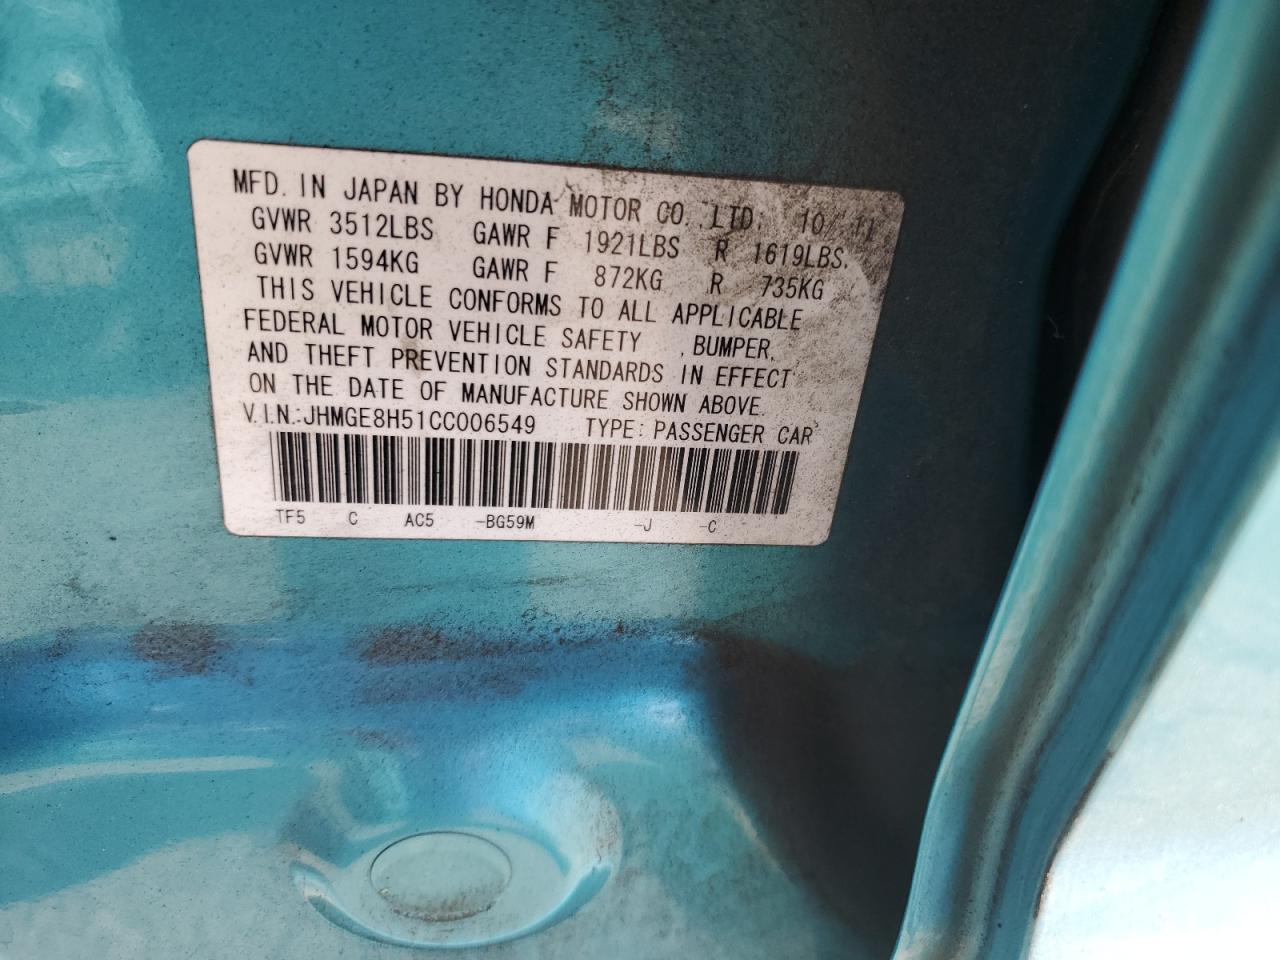 MFD. IN JAPAN BY HONDA MOTOR CO., LTD. 10/ 11
GVWR 3512LBS GAWR F 1921LBS R 1619LBS.
GVWR 1594KG GAWR F 872KG R 735KG
THIS VEHICLE CONFORMS TO ALL APPLICABLE
FEDERAL MOTOR VEHICLE SAFETY , BUMPER,
AND THEFT PREVENTION STANDARDS IN EFFECT
ON THE DATE OF MANUFACTURE SHOWN ABOVE.
V.I.N.:JHMGE8H51CC006549 TYPE: PASSENGER CAR
TF5 C AC5 -BG59M -J -C